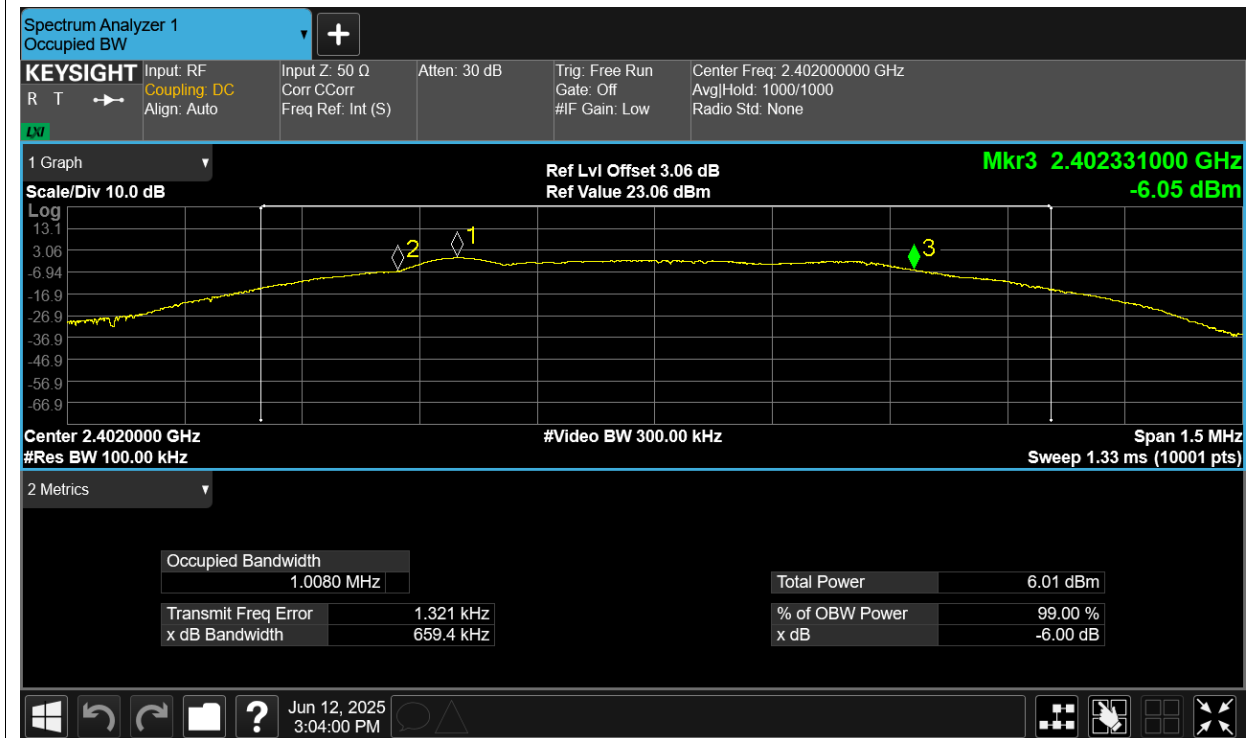 Spectrum Analyzer 1
Occupied BW
KEYSIGHT
R T
LXI
Input: RF
Coupling: DC
Align: Auto
Input Z: 50 Ω
Corr CCorr
Freq Ref: Int (S)
Atten: 30 dB
Trig: Free Run
Gate: Off
#IF Gain: Low
Center Freq: 2.402000000 GHz
Avg|Hold: 1000/1000
Radio Std: None
1 Graph
Scale/Div 10.0 dB
Ref Lvl Offset 3.06 dB
Ref Value 23.06 dBm
Mkr3 2.402331000 GHz
-6.05 dBm
Log
13.1
3.06
-6.94
-16.9
-26.9
-36.9
-46.9
-56.9
-66.9
2
1
3
Center 2.4020000 GHz
#Res BW 100.00 kHz
#Video BW 300.00 kHz
Span 1.5 MHz
Sweep 1.33 ms (10001 pts)
2 Metrics
Occupied Bandwidth
1.0080 MHz
Transmit Freq Error 1.321 kHz
x dB Bandwidth 659.4 kHz
Total Power 6.01 dBm
% of OBW Power 99.00 %
x dB -6.00 dB
?
Jun 12, 2025
3:04:00 PM